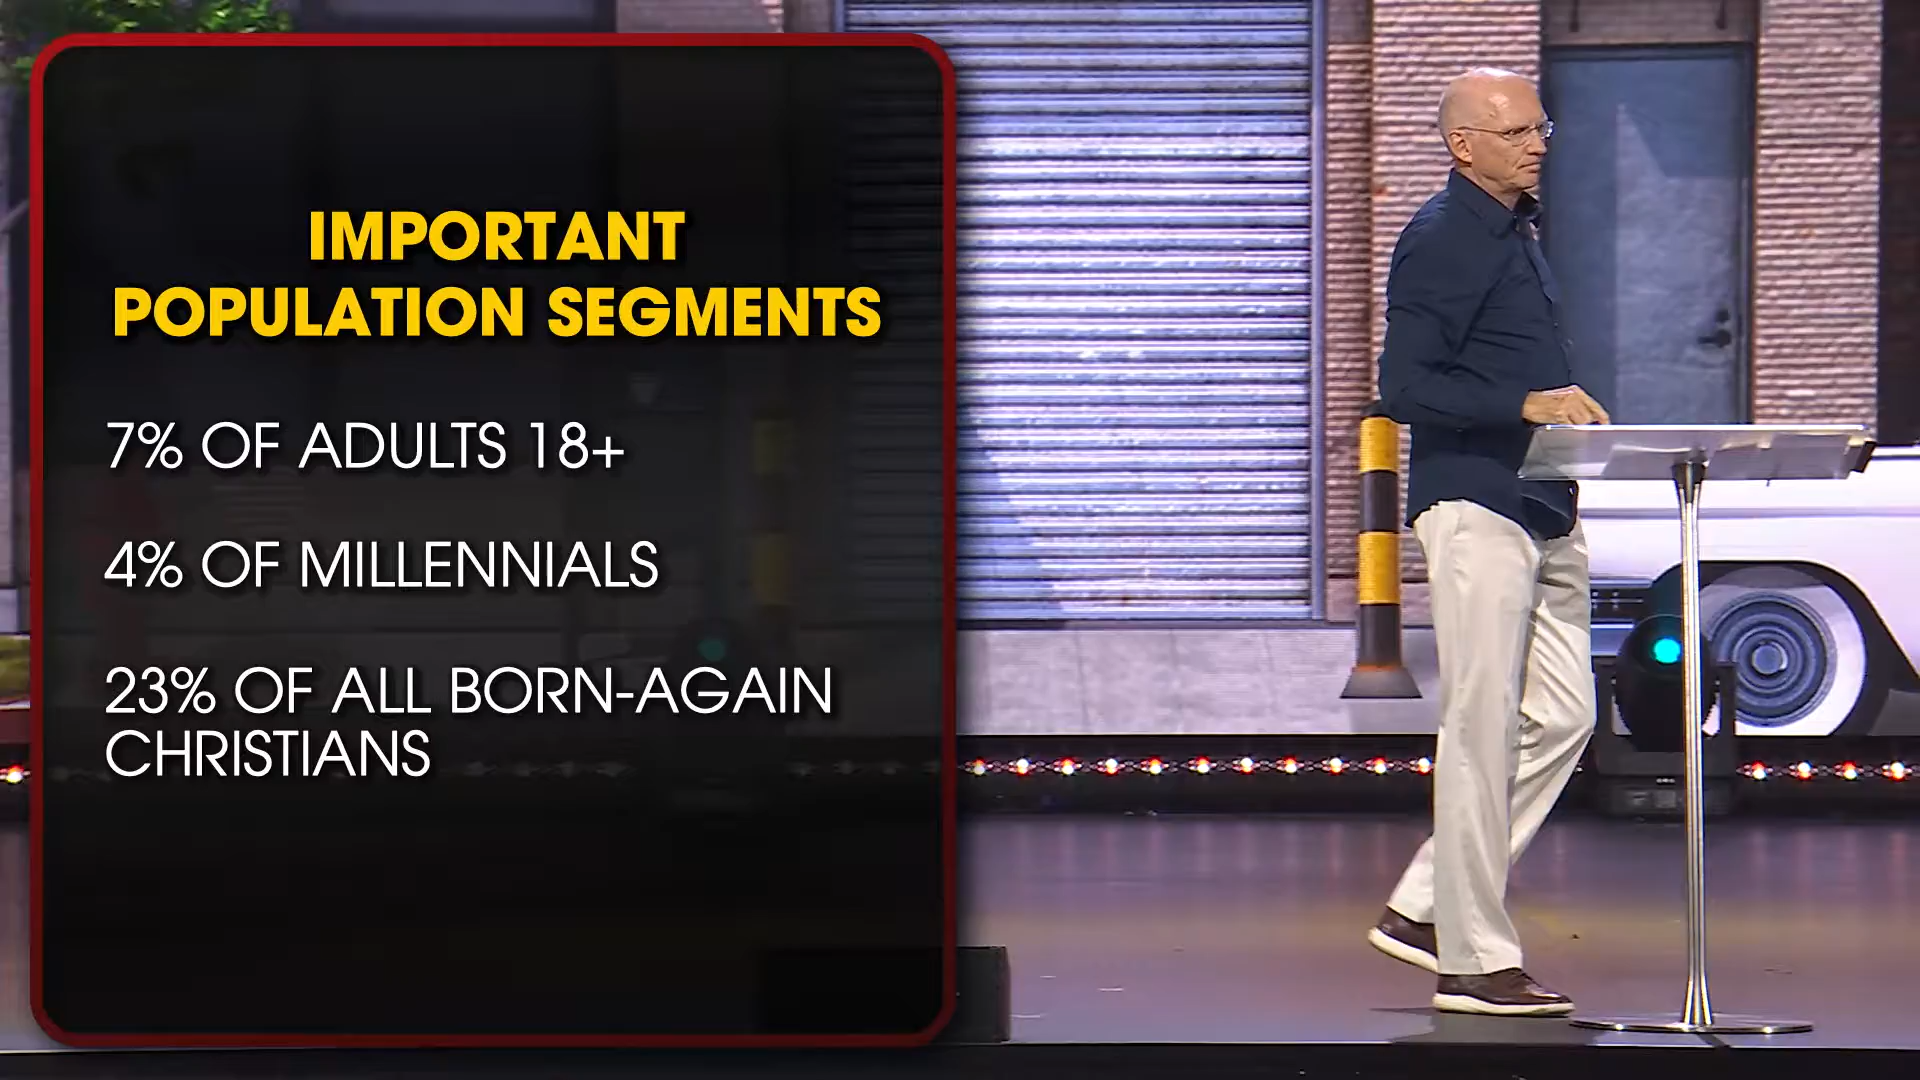 IMPORTANT
POPULATION SEGMENTS
7% OF ADULTS 18+
4% OF MILLENNIALS
23% OF ALL BORN-AGAIN
CHRISTIANS